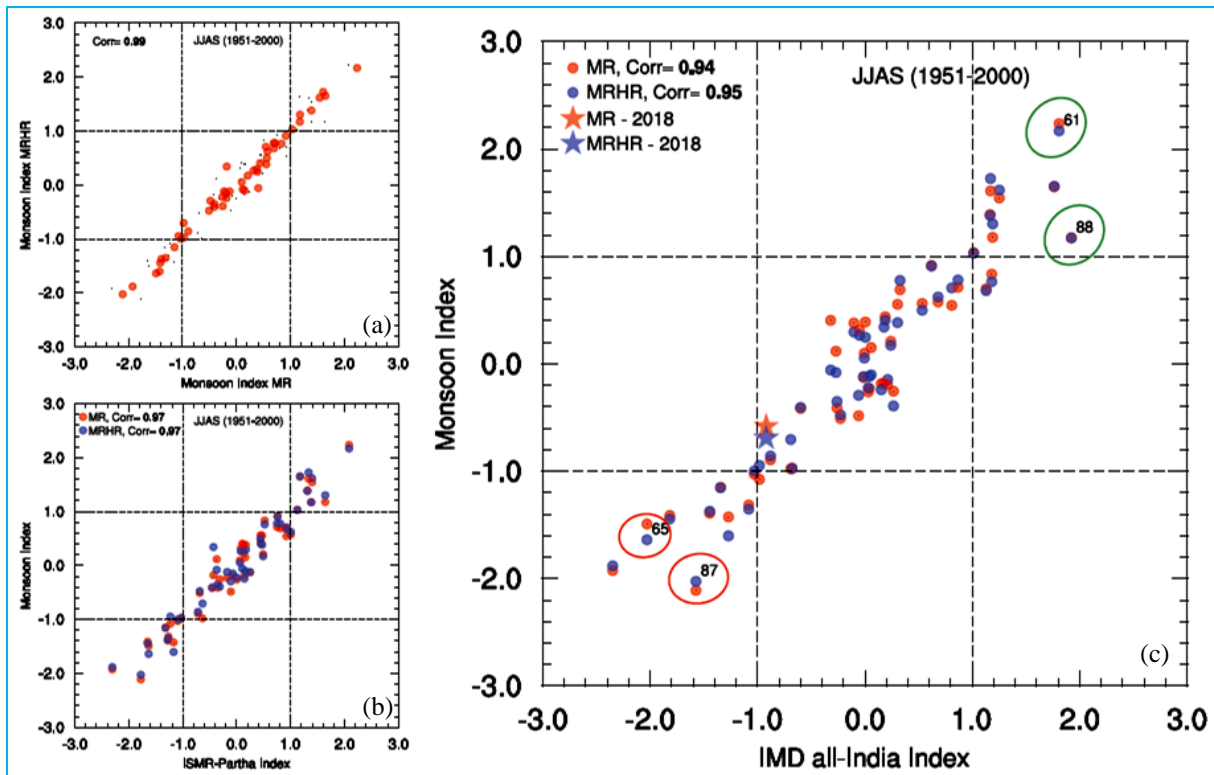 3.0
Corr= 0.99
JJAS (1951-2000)
2.0
1.0
0.0
-1.0
-2.0
-3.0
Monsoon Index MRHR
(a)
-3.0 -2.0 -1.0 0.0 1.0 2.0 3.0
Monsoon Index MR
3.0
MR, Corr= 0.97
MRHR, Corr= 0.97
JJAS (1951-2000)
2.0
1.0
0.0
-1.0
-2.0
-3.0
Monsoon Index
(b)
-3.0 -2.0 -1.0 0.0 1.0 2.0 3.0
ISMR-Partha Index
3.0
MR, Corr= 0.94
MRHR, Corr= 0.95
MR - 2018
MRHR - 2018
JJAS (1951-2000)
61
2.0
88
1.0
0.0
-1.0
65
87
-2.0
-3.0
Monsoon Index
(c)
-3.0 -2.0 -1.0 0.0 1.0 2.0 3.0
IMD all-India Index